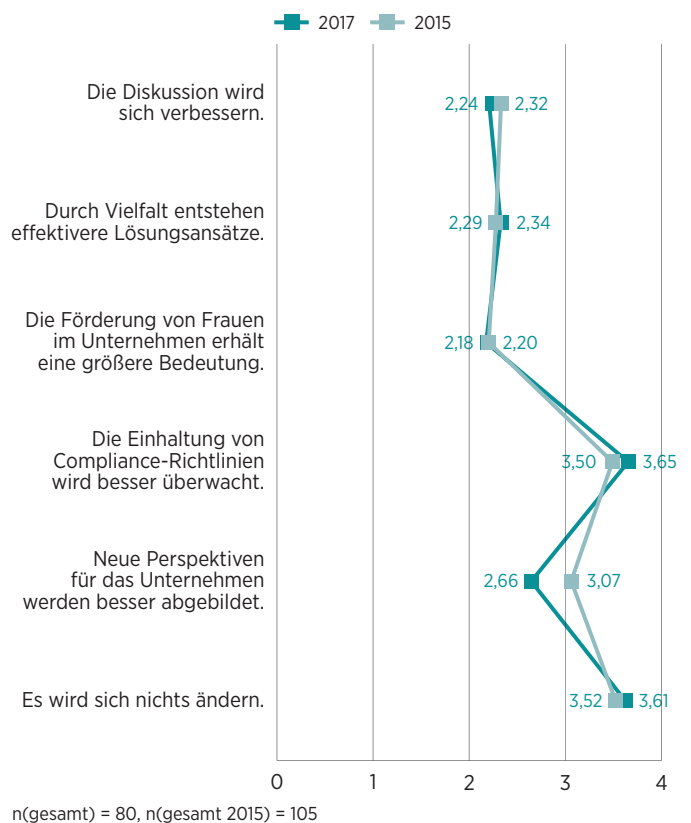 2017 2015
Die Diskussion wird
sich verbessern.
2,24 2,32
Durch Vielfalt entstehen
effektivere Lösungsansätze.
2,29 2,34
Die Förderung von Frauen
im Unternehmen erhält
eine größere Bedeutung.
2,18 2,20
Die Einhaltung von
Compliance-Richtlinien
wird besser überwacht.
3,50 3,65
Neue Perspektiven
für das Unternehmen
werden besser abgebildet.
2,66 3,07
Es wird sich nichts ändern.
3,52 3,61
0 1 2 3 4
n(gesamt) = 80, n(gesamt 2015) = 105